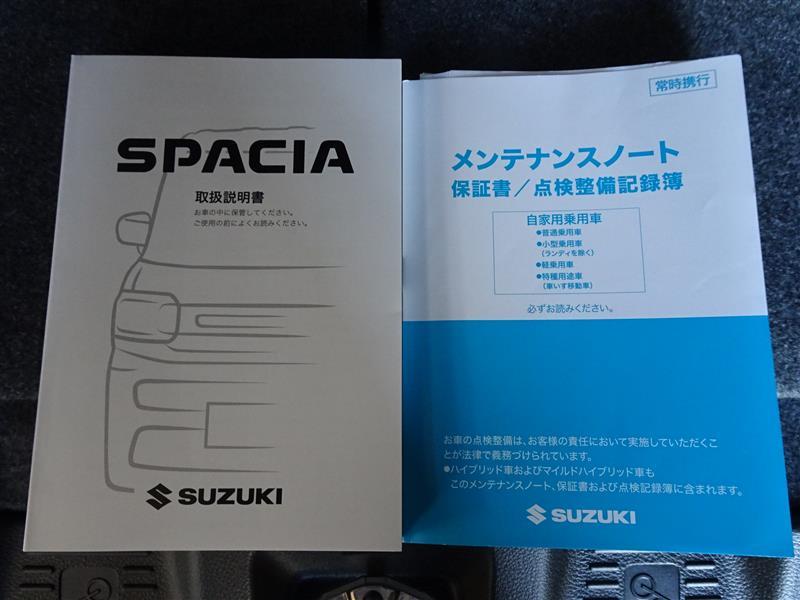 SPACIA
取扱説明書
お車の中に保管してください。
ご使用の前によくお読みください。
SUZUKI
常時携行
メンテナンスノート
保証書／点検整備記録簿
自家用乗用車
●普通乗用車
●小型乗用車
（ランディを除く）
●軽乗用車
●特種用途車
（車いす移動車）
必ずお読みください。
お車の点検整備は、お客様の責任において実施していただくこ
とが法律で義務づけられています。
●ハイブリッド車およびマイルドハイブリッド車も
このメンテナンスノート、保証書および点検記録簿に含まれます。
SUZUKI